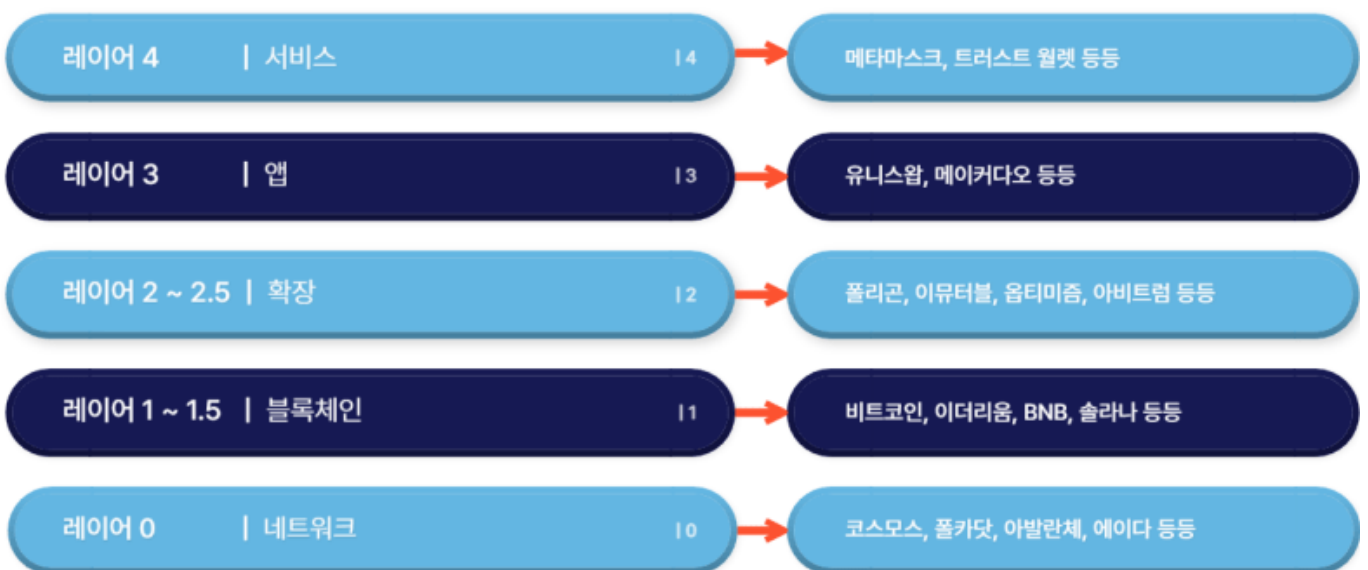 레이어 4 | 서비스 | 4 메타마스크, 트러스트 월렛 등등
레이어 3 | 앱 | 3 유니스왑, 메이커다오 등등
레이어 2 ~ 2.5 | 확장 | 2 폴리곤, 이뮤터블, 옵티미즘, 아비트럼 등등
레이어 1 ~ 1.5 | 블록체인 | 1 비트코인, 이더리움, BNB, 솔라나 등등
레이어 0 | 네트워크 | 0 코스모스, 폴카닷, 아발란체, 에이다 등등